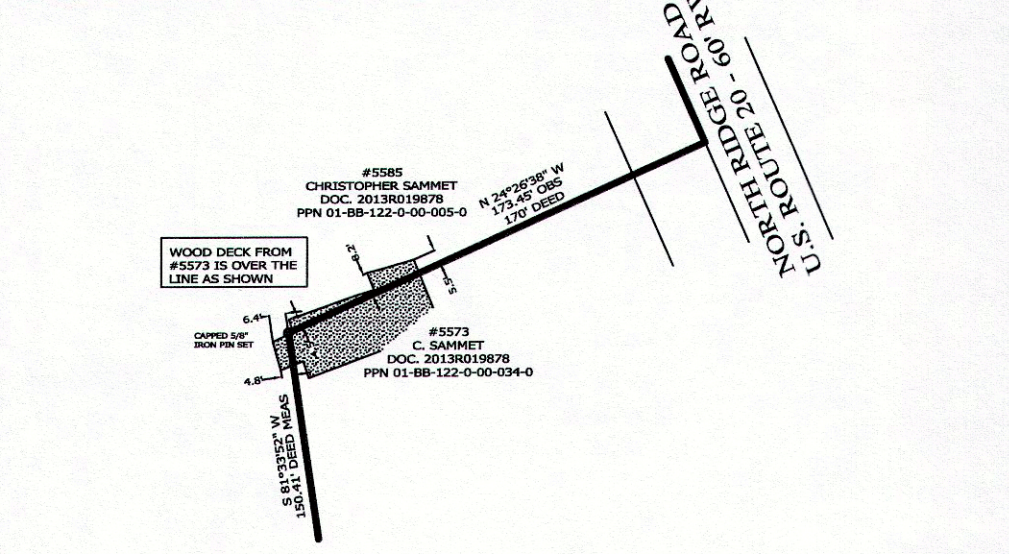 NORTH RIDGE ROAD
U.S. ROUTE 20 - 60'
#5585
CHRISTOPHER SAMMET
DOC. 2013R019878
PPN 01-BB-122-0-00-005-0
N 24°26'38" W
173.45' OBS
170' DEED
WOOD DECK FROM
#5573 IS OVER THE
LINE AS SHOWN
8.2'
5.5'
6.4'
CAPPED 5/8"
IRON PIN SET
4.8'
#5573
C. SAMMET
DOC. 2013R019878
PPN 01-BB-122-0-00-034-0
S 81°33'52" W
150.41' DEED MEAS